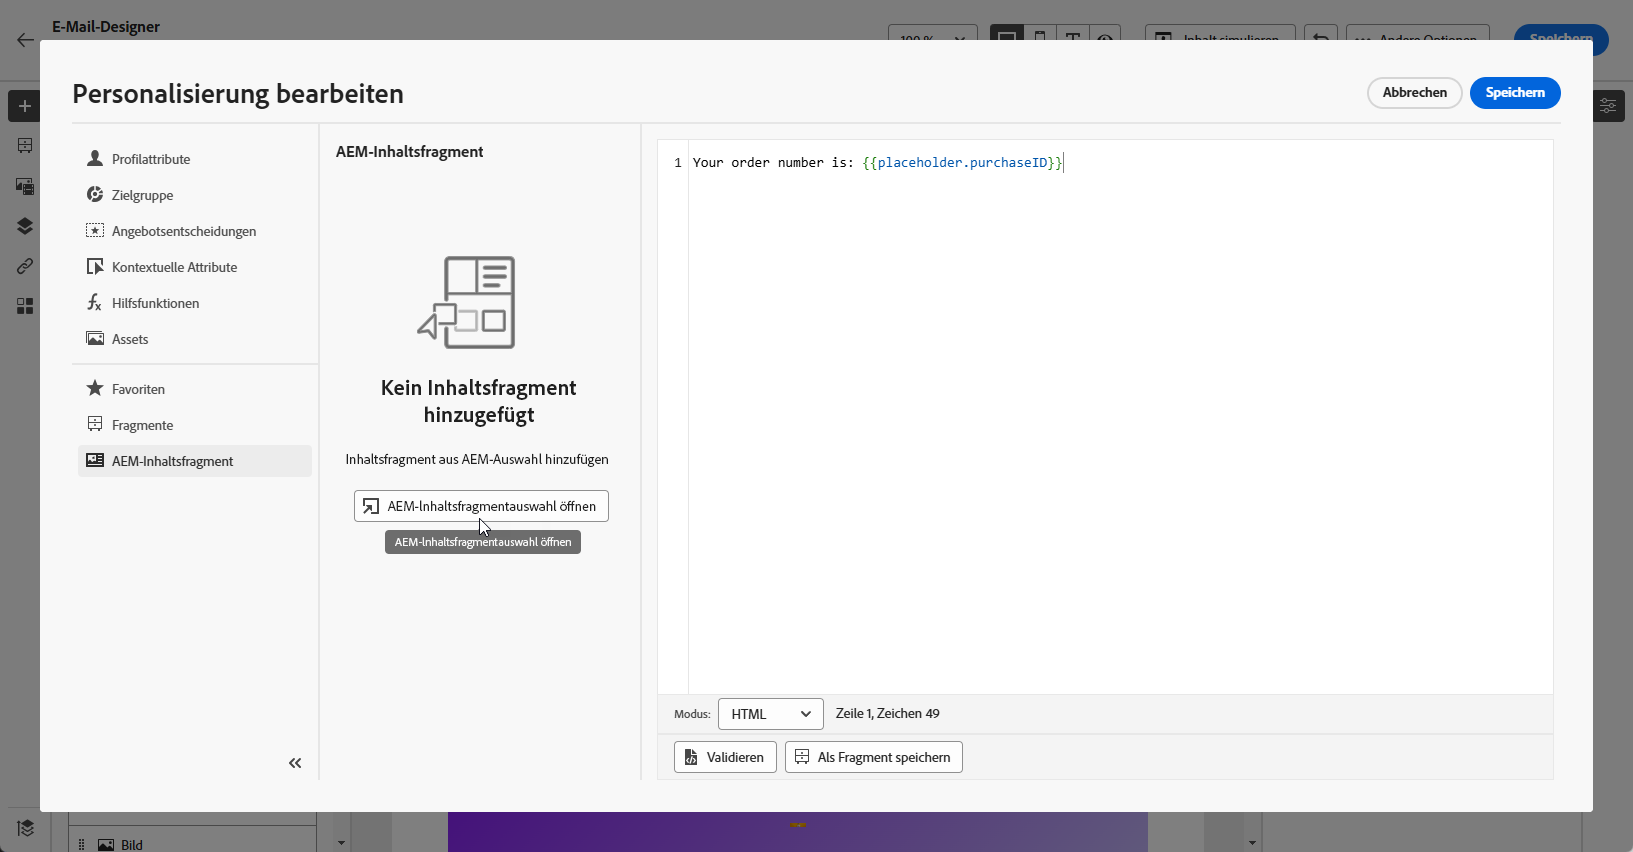 E-Mail-Designer
100 %
Inhalt simulieren
Andere Optionen
Speichern
Personalisierung bearbeiten
Abbrechen
Speichern
Profilattribute
Zielgruppe
Angebotsentscheidungen
Kontextuelle Attribute
Hilfsfunktionen
Assets
Favoriten
Fragmente
AEM-Inhaltsfragment
AEM-Inhaltsfragment
Kein Inhaltsfragment
hinzugefügt
Inhaltsfragment aus AEM-Auswahl hinzufügen
AEM-Inhaltsfragmentauswahl öffnen
AEM-Inhaltsfragmentauswahl öffnen
1 Your order number is: {{placeholder.purchaseID}}
Modus: HTML Zeile 1, Zeichen 49
Validieren
Als Fragment speichern
Bild